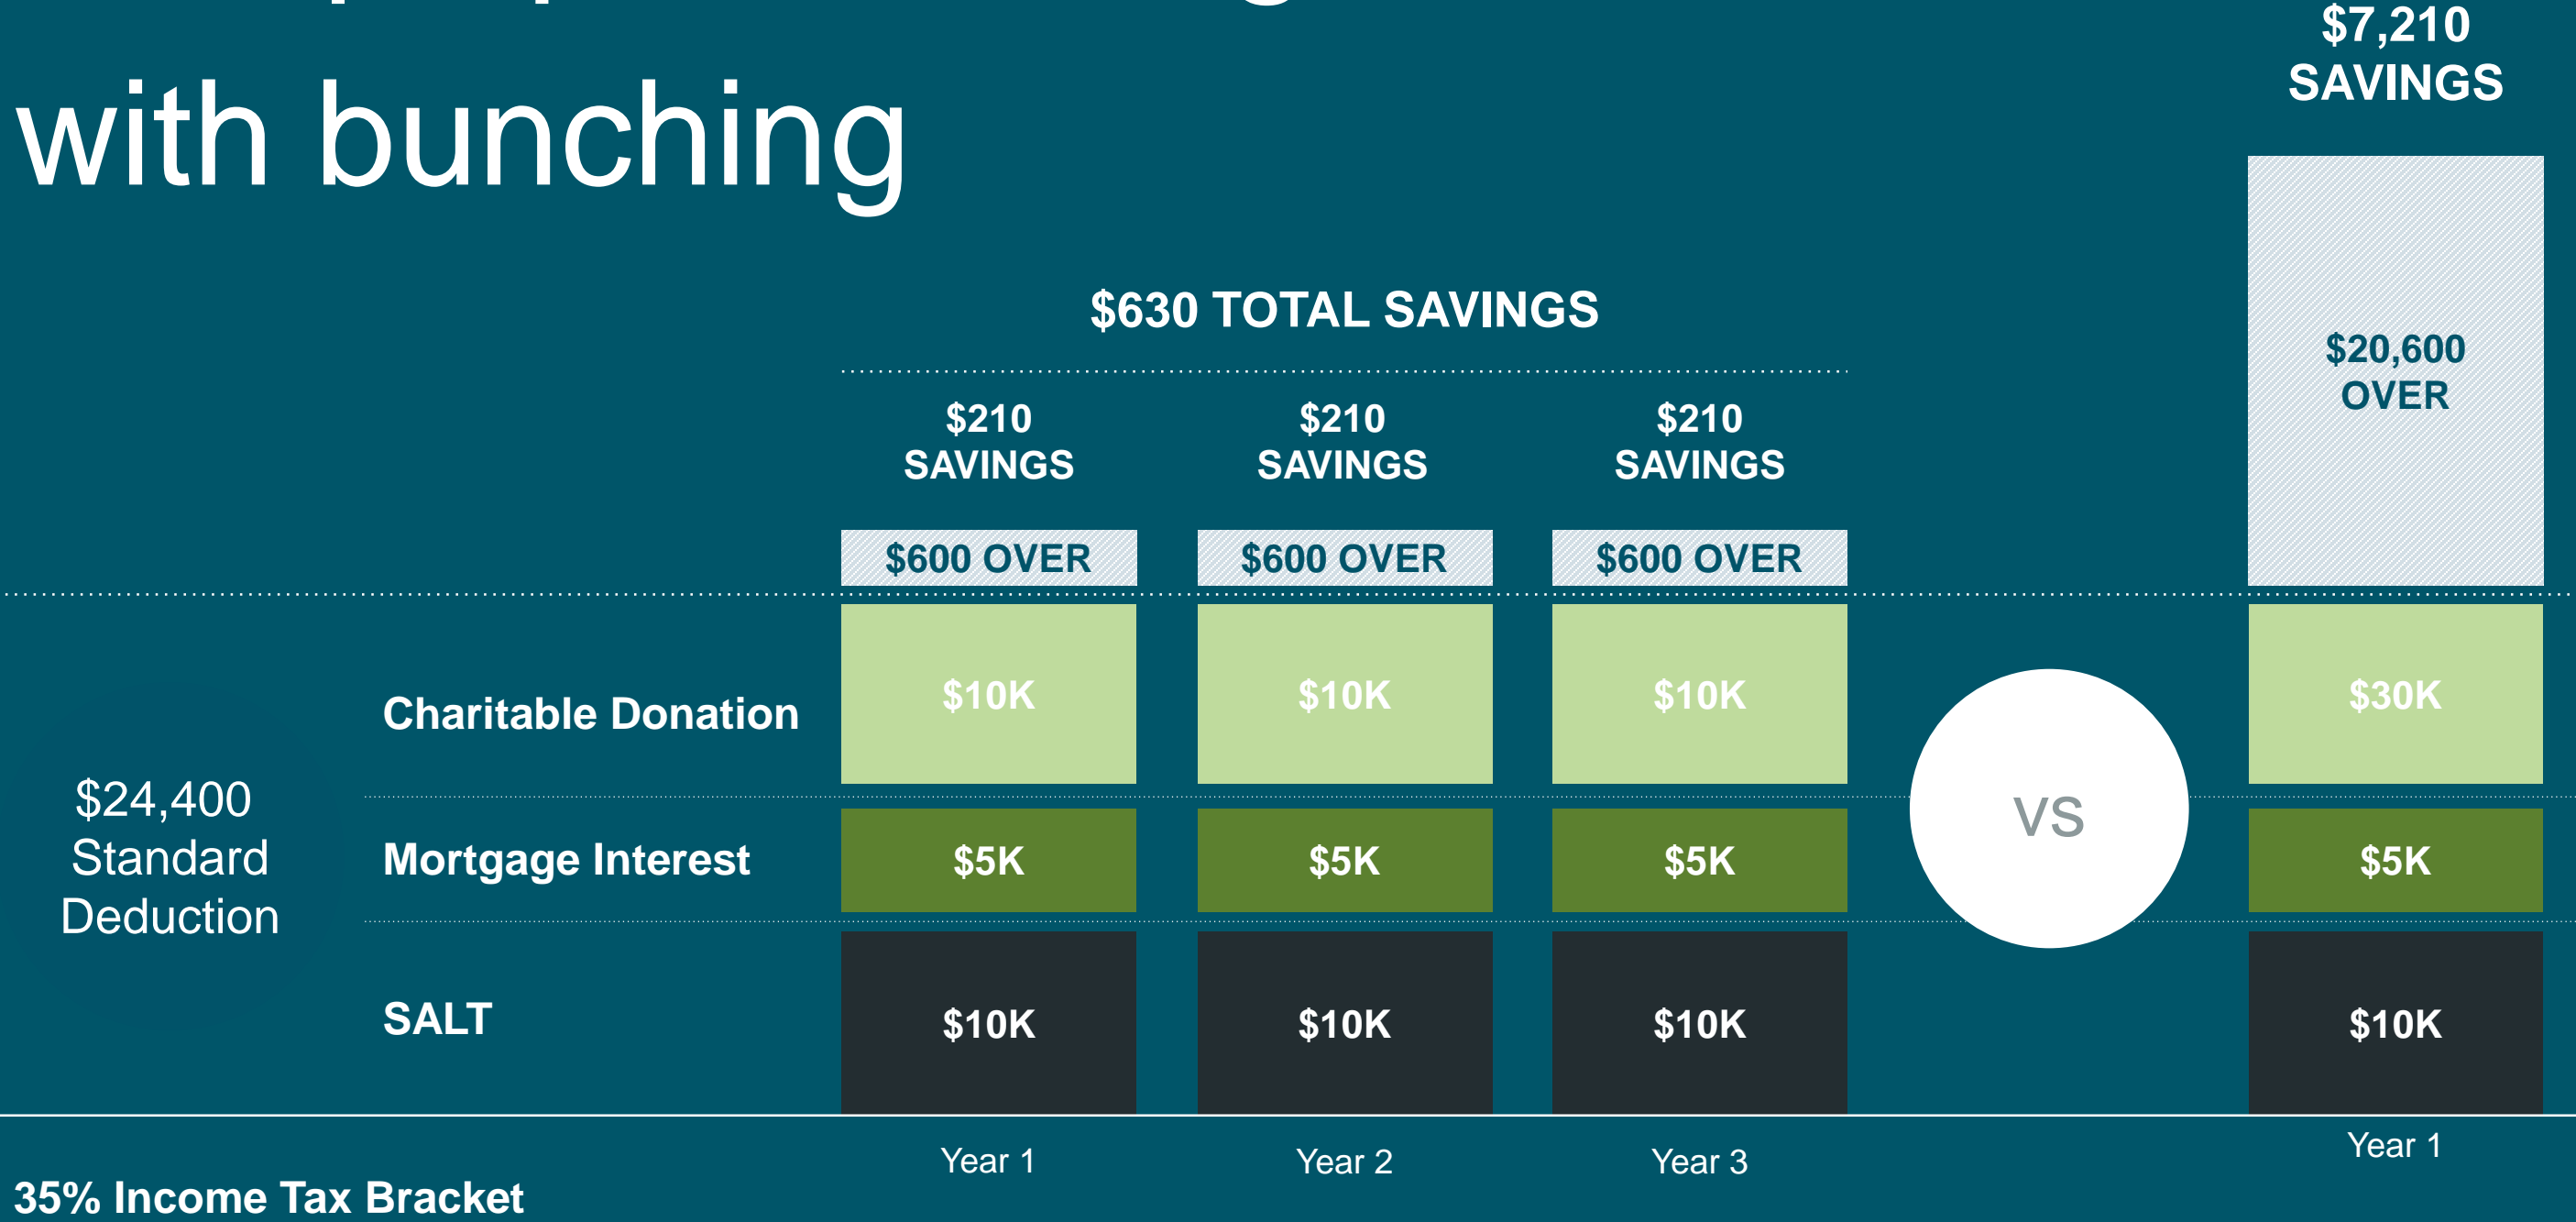 with bunching
$7,210
SAVINGS
$630 TOTAL SAVINGS
$20,600
OVER
$210
SAVINGS
$210
SAVINGS
$210
SAVINGS
$600 OVER
$600 OVER
$600 OVER
Charitable Donation
$10K
$10K
$10K
$30K
$24,400
Standard
Deduction
vs
Mortgage Interest
$5K
$5K
$5K
$5K
SALT
$10K
$10K
$10K
$10K
Year 1
Year 2
Year 3
Year 1
35% Income Tax Bracket